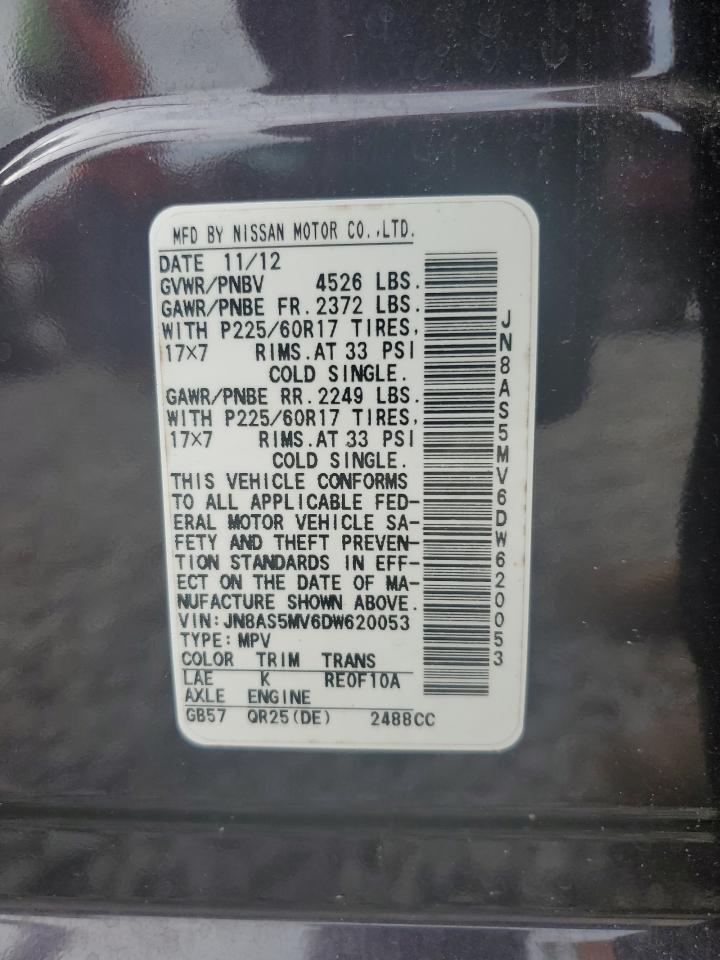 MFD BY NISSAN MOTOR CO.,LTD.
DATE 11/12
GVWR/PNBV 4526 LBS.
GAWR/PNBE FR. 2372 LBS.
WITH P225/60R17 TIRES,
17×7 RIMS. AT 33 PSI
COLD SINGLE.
GAWR/PNBE RR. 2249 LBS.
WITH P225/60R17 TIRES,
17×7 RIMS. AT 33 PSI
COLD SINGLE.
THIS VEHICLE CONFORMS
TO ALL APPLICABLE FED-
ERAL MOTOR VEHICLE SA-
FETY AND THEFT PREVEN-
TION STANDARDS IN EFF-
ECT ON THE DATE OF MA-
NUFACTURE SHOWN ABOVE.
VIN: JN8AS5MV6DW620053
TYPE: MPV
COLOR TRIM TRANS
LAE K RE0F10A
AXLE ENGINE
GB57 QR25(DE) 2488CC
JN8AS5MV6DW620053